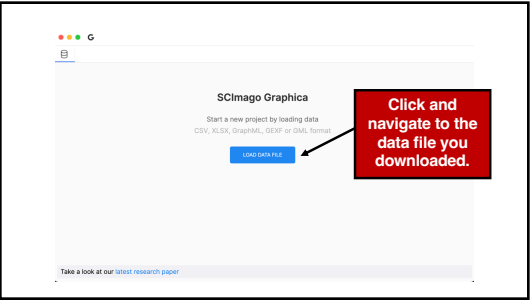 G
SCImago Graphica
Start a new project by loading data
CSV, XLSX, GraphML, GEXF or GML format
LOAD DATA FILE
Click and
navigate to the
data file you
downloaded.
Take a look at our latest research paper